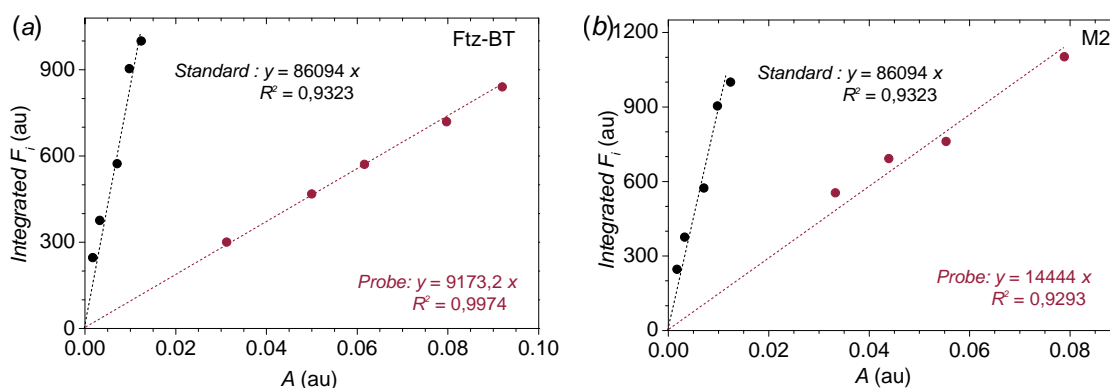 (a)
Ftz-BT
Standard : y = 86094 x
R² = 0,9323
Probe: y = 9173,2 x
R² = 0,9974
Integrated Fᵢ (au)
900
600
300
0
0.00 0.02 0.04 0.06 0.08 0.10
A (au)
(b)
M2
Standard : y = 86094 x
R² = 0,9323
Probe: y = 14444 x
R² = 0,9293
Integrated Fᵢ (au)
1200
900
600
300
0
0.00 0.02 0.04 0.06 0.08
A (au)